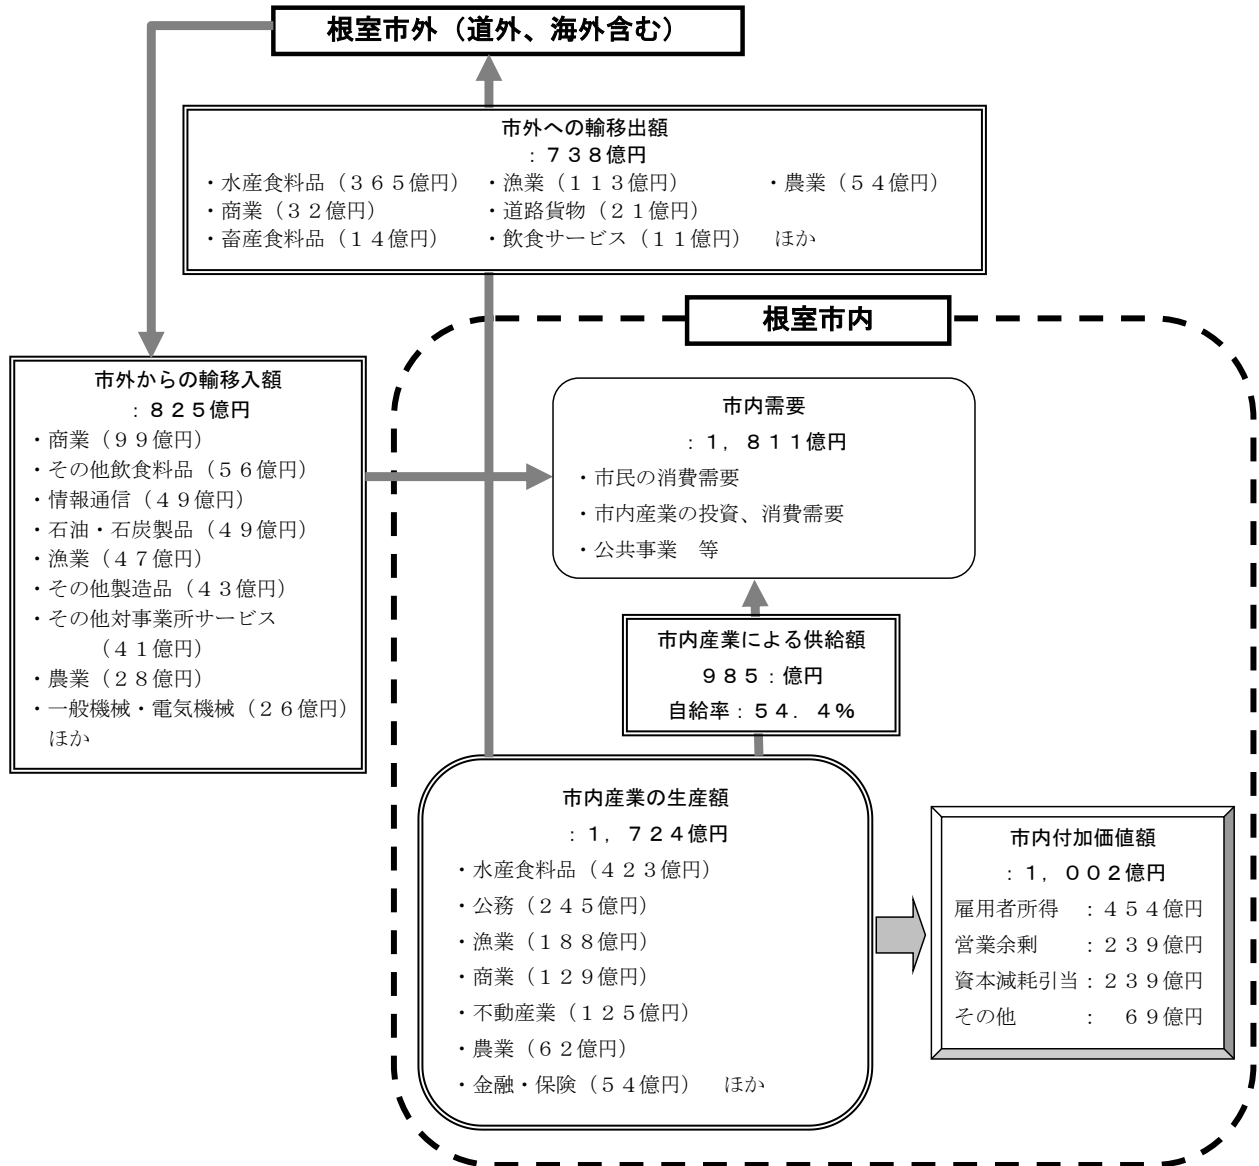 根室市外（道外、海外含む）
市外への輸移出額
：７３８億円
・水産食料品（３６５億円） ・漁業（１１３億円） ・農業（５４億円）
・商業（３２億円） ・道路貨物（２１億円）
・畜産食料品（１４億円） ・飲食サービス（１１億円） ほか
根室市内
市外からの輸移入額
：８２５億円
・商業（９９億円）
・その他飲食料品（５６億円）
・情報通信（４９億円）
・石油・石炭製品（４９億円）
・漁業（４７億円）
・その他製造品（４３億円）
・その他対事業所サービス
（４１億円）
・農業（２８億円）
・一般機械・電気機械（２６億円）
ほか
市内需要
：１，８１１億円
・市民の消費需要
・市内産業の投資、消費需要
・公共事業　等
市内産業による供給額
９８５：億円
自給率：５４．４％
市内産業の生産額
：１，７２４億円
・水産食料品（４２３億円）
・公務（２４５億円）
・漁業（１８８億円）
・商業（１２９億円）
・不動産業（１２５億円）
・農業（６２億円）
・金融・保険（５４億円）　ほか
市内付加価値額
：１，００２億円
雇用者所得　：４５４億円
営業余剰　　：２３９億円
資本減耗引当：２３９億円
その他　　　：　６９億円